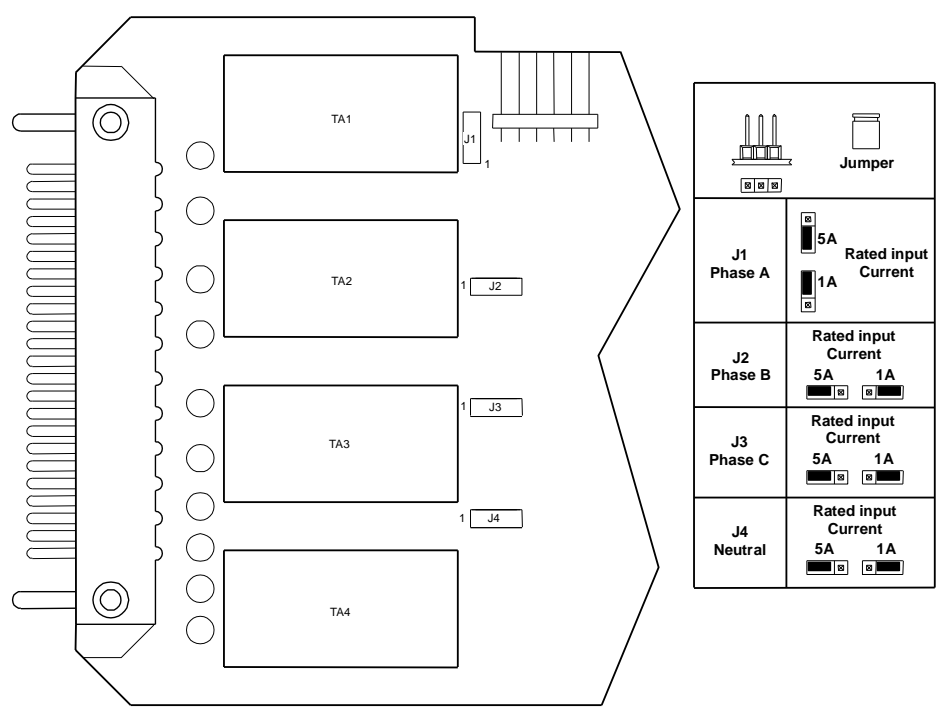 TA1
J1
1
TA2
1 J2
TA3
1 J3
1 J4
TA4
Jumper
J1
Phase A
5A
1A
Rated input
Current
J2
Phase B
Rated input
Current
5A 1A
J3
Phase C
Rated input
Current
5A 1A
J4
Neutral
Rated input
Current
5A 1A